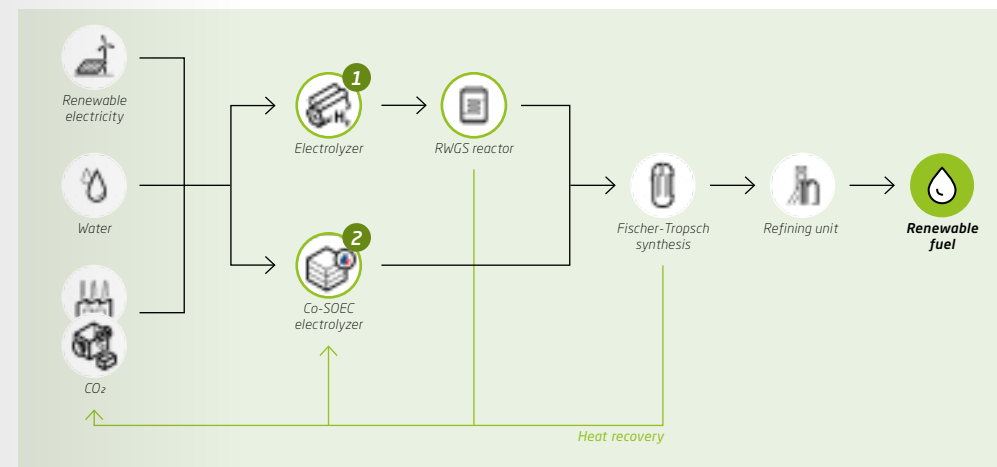 Renewable
electricity
Water
CO₂
1
H₂
Electrolyzer
RWGS reactor
2
Co-SOEC
electrolyzer
Fischer-Tropsch
synthesis
Refining unit
Renewable
fuel
Heat recovery